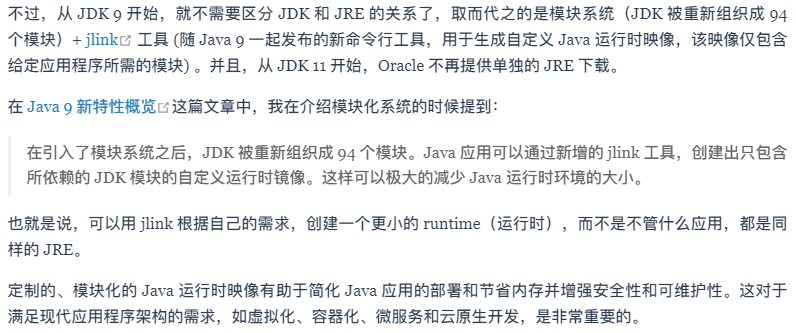 不过，从 JDK 9 开始，就不需要区分 JDK 和 JRE 的关系了，取而代之的是模块系统（JDK 被重新组织成 94
个模块）+ jlink 工具 (随 Java 9 一起发布的新命令行工具，用于生成自定义 Java 运行时映像，该映像仅包含
给定应用程序所需的模块) 。并且，从 JDK 11 开始，Oracle 不再提供单独的 JRE 下载。
在 Java 9 新特性概览这篇文章中，我在介绍模块化系统的时候提到：
在引入了模块系统之后，JDK 被重新组织成 94 个模块。Java 应用可以通过新增的 jlink 工具，创建出只包含
所依赖的 JDK 模块的自定义运行时镜像。这样可以极大的减少 Java 运行时环境的大小。
也就是说，可以用 jlink 根据自己的需求，创建一个更小的 runtime（运行时），而不是不管什么应用，都是同
样的 JRE。
定制的、模块化的 Java 运行时映像有助于简化 Java 应用的部署和节省内存并增强安全性和可维护性。这对于
满足现代应用程序架构的需求，如虚拟化、容器化、微服务和云原生开发，是非常重要的。